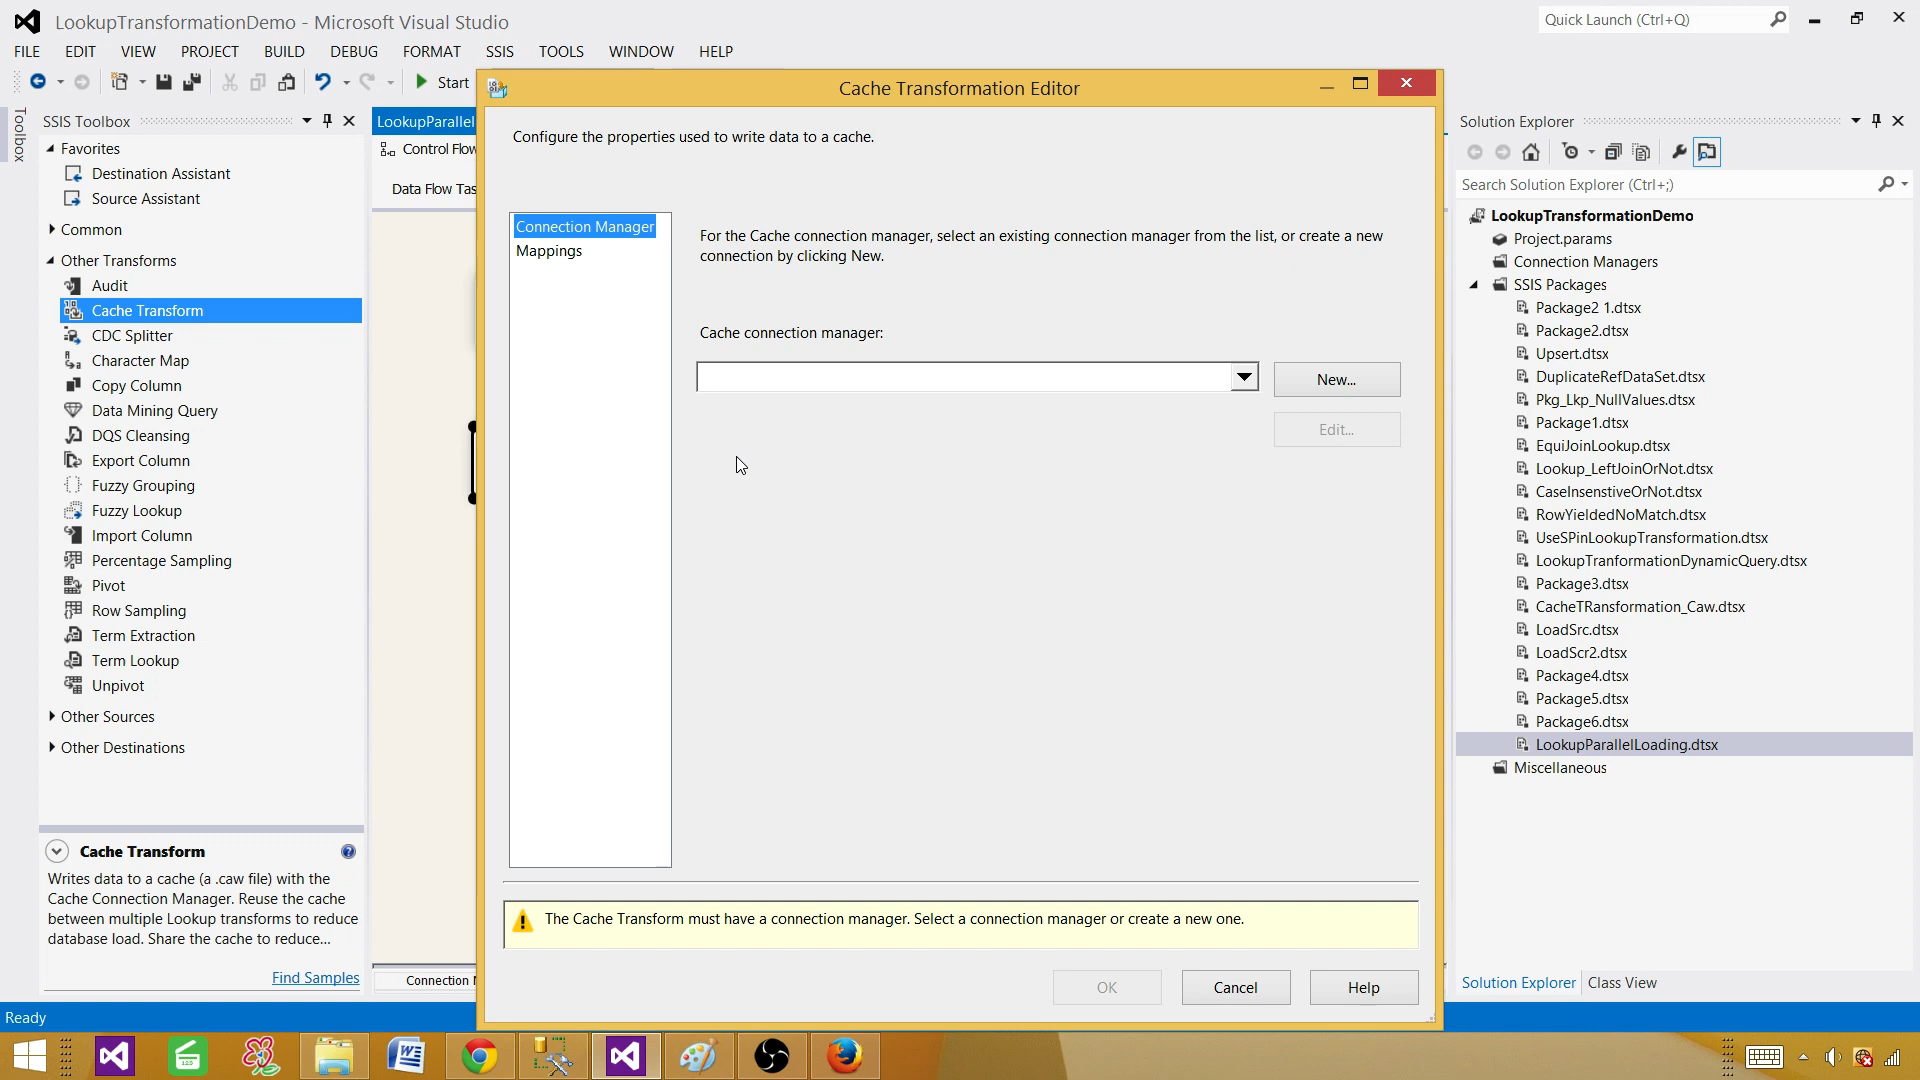 LookupTransformationDemo - Microsoft Visual Studio
Quick Launch (Ctrl+Q)
FILE EDIT VIEW PROJECT BUILD DEBUG FORMAT SSIS TOOLS WINDOW HELP
Start
Toolbox
SSIS Toolbox
Favorites
Destination Assistant
Source Assistant
Common
Other Transforms
Audit
Cache Transform
CDC Splitter
Character Map
Copy Column
Data Mining Query
DQS Cleansing
Export Column
Fuzzy Grouping
Fuzzy Lookup
Import Column
Percentage Sampling
Pivot
Row Sampling
Term Extraction
Term Lookup
Unpivot
Other Sources
Other Destinations
Cache Transform
Writes data to a cache (a .caw file) with the
Cache Connection Manager. Reuse the cache
between multiple Lookup transforms to reduce
database load. Share the cache to reduce...
Find Samples
LookupParallel
Control Flow
Data Flow Tas
Connection
Cache Transformation Editor
Configure the properties used to write data to a cache.
Connection Manager
Mappings
For the Cache connection manager, select an existing connection manager from the list, or create a new
connection by clicking New.
Cache connection manager:
New...
Edit...
The Cache Transform must have a connection manager. Select a connection manager or create a new one.
OK Cancel Help
Solution Explorer
Search Solution Explorer (Ctrl+;)
LookupTransformationDemo
Project.params
Connection Managers
SSIS Packages
Package2 1.dtsx
Package2.dtsx
Upsert.dtsx
DuplicateRefDataSet.dtsx
Pkg_Lkp_NullValues.dtsx
Package1.dtsx
EquiJoinLookup.dtsx
Lookup_LeftJoinOrNot.dtsx
CaseInsenstiveOrNot.dtsx
RowYieldedNoMatch.dtsx
UseSPinLookupTransformation.dtsx
LookupTranformationDynamicQuery.dtsx
Package3.dtsx
CacheTRansformation_Caw.dtsx
LoadSrc.dtsx
LoadScr2.dtsx
Package4.dtsx
Package5.dtsx
Package6.dtsx
LookupParallelLoading.dtsx
Miscellaneous
Solution Explorer Class View
Ready